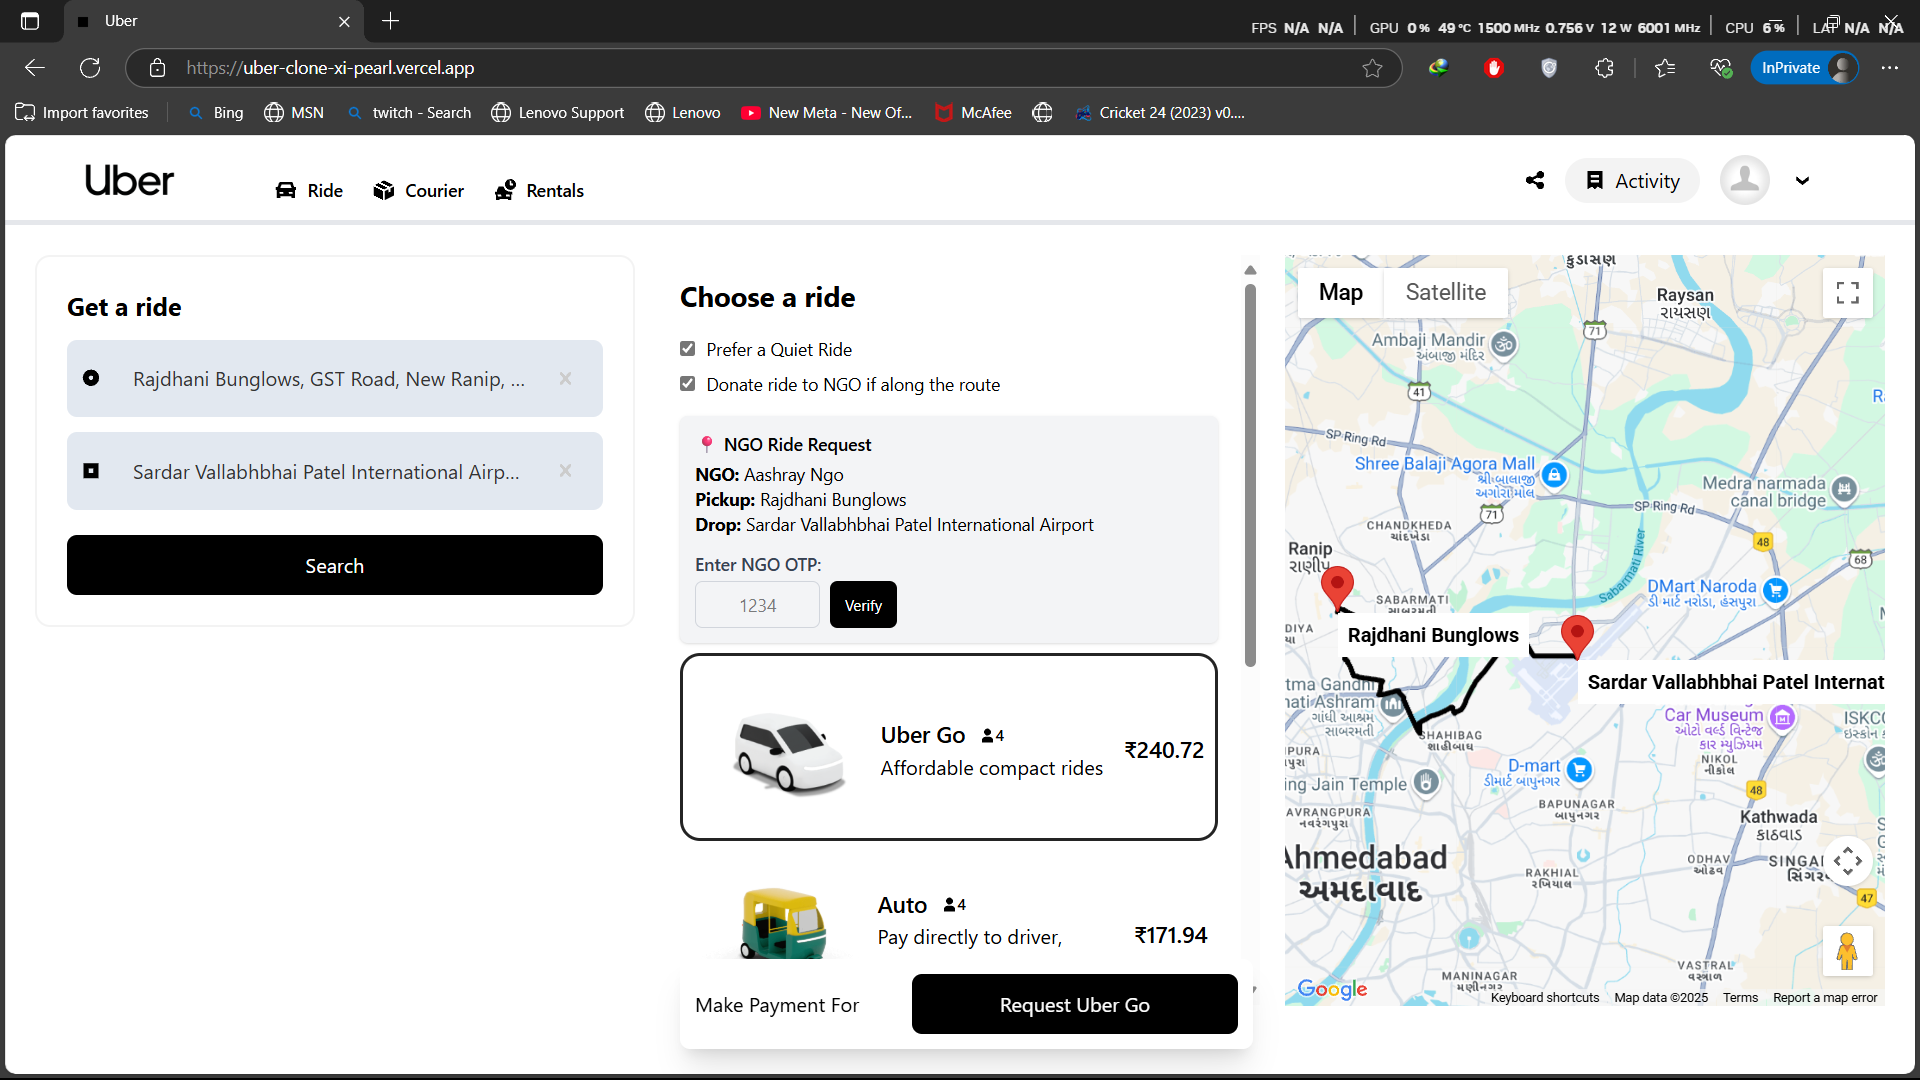 Uber
FPS N/A N/A GPU 0% 49°C 1500 MHz 0.756 V 12 W 6001 MHz CPU 6% LAT N/A N/A
https://uber-clone-xi-pearl.vercel.app
InPrivate
Import favorites
Bing
MSN
twitch - Search
Lenovo Support
Lenovo
New Meta - New Of...
McAfee
Cricket 24 (2023) v0....
Uber
Ride
Courier
Rentals
Activity
Get a ride
Rajdhani Bunglows, GST Road, New Ranip, ...
Sardar Vallabhbhai Patel International Airp...
Search
Choose a ride
Prefer a Quiet Ride
Donate ride to NGO if along the route
NGO Ride Request
NGO: Aashray Ngo
Pickup: Rajdhani Bunglows
Drop: Sardar Vallabhbhai Patel International Airport
Enter NGO OTP:
1234
Verify
Uber Go 4
Affordable compact rides
₹240.72
Auto 4
Pay directly to driver,
₹171.94
Make Payment For
Request Uber Go
Map
Satellite
કુડાસણ
Raysan
રાયસણ
71
Ambaji Mandir
અંબાજી મંદિર
41
SP Ring Rd
Shree Balaji Agora Mall
શ્રી બાલાજી
અગોરા મોલ
Medra narmada
canal bridge
71
SP Ring Rd
CHANDKHEDA
ચાંદખેડા
48
68
Ranip
રાણીપ
Sabarmati River
DMart Naroda
ડી માર્ટ નરોડા, હંસપુરા
SABARMATI
સાબરમતી
Rajdhani Bunglows
Sardar Vallabhbhai Patel Internat
tma Gandhi
ati Ashram
ગાંધી આશ્રમ
સાબરમતી
Car Museum
ઓટો વર્લ્ડ વિન્ટેજ
કાર મ્યુઝિયમ
ISKCO
SHAHIBAG
શાહીબાઘ
NIKOL
નીકોલ
D-mart
ડીમાર્ટ બાપુનગર
ing Jain Temple
48
BAPUNAGAR
બાપુનગર
AVRANGPURA
નવરંગપુરા
Kathwada
કાઠવાડ
Ahmedabad
અમદાવાદ
ODHAV
ઓઢવ
SINGAR
સિંગર
RAKHIAL
રખિયાલ
47
VASTRAL
વસ્ત્રાલ
MANINAGAR
મણીનગર
Google
Keyboard shortcuts
Map data ©2025
Terms
Report a map error